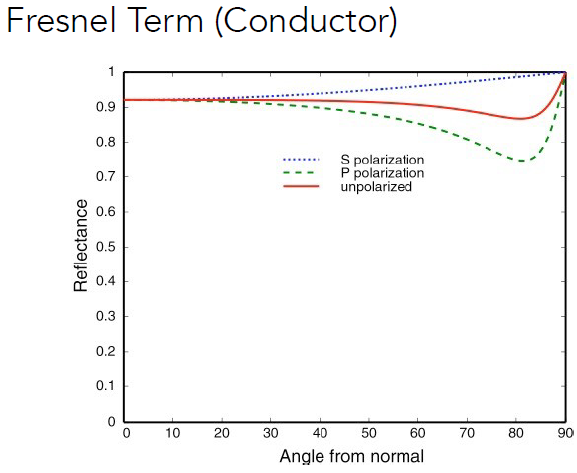 Fresnel Term (Conductor)
1
0.9
0.8
S polarization
P polarization
unpolarized
0.7
0.6
0.5
0.4
0.3
0.2
0.1
0
Reflectance
0 10 20 30 40 50 60 70 80 90
Angle from normal